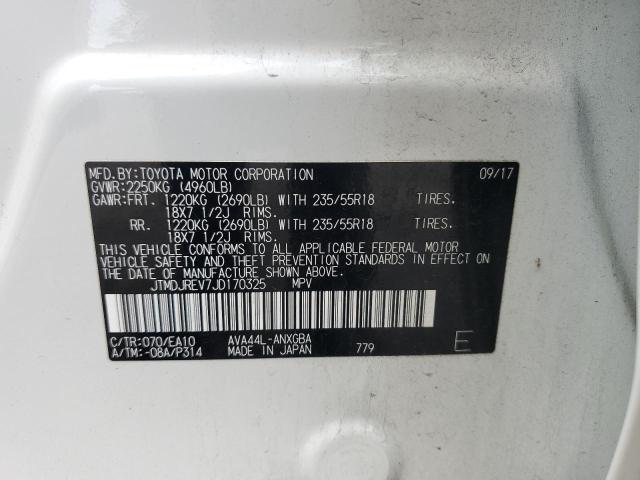 MFD. BY: TOYOTA MOTOR CORPORATION 09/17
GVWR: 2250KG (4960LB)
GAWR: FRT. 1220KG (2690LB) WITH 235/55R18 TIRES.
18X7 1/2J RIMS.
RR. 1220KG (2690LB) WITH 235/55R18 TIRES.
18X7 1/2J RIMS.
THIS VEHICLE CONFORMS TO ALL APPLICABLE FEDERAL MOTOR
VEHICLE SAFETY AND THEFT PREVENTION STANDARDS IN EFFECT ON THE
DATE OF MANUFACTURE SHOWN ABOVE.
JTMDJREV7JD170325 MPV
C/TR: 070/EA10 AVA44L-ANXGBA
A/TM: -08A/P314 MADE IN JAPAN 779 E